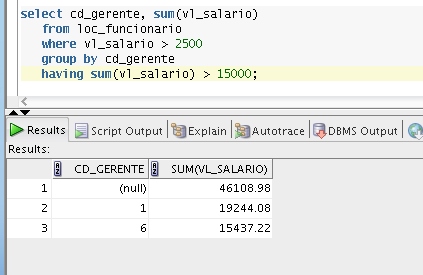 select cd_gerente, sum(vl_salario)
from loc_funcionario
where vl_salario > 2500
group by cd_gerente
having sum(vl_salario) > 15000;
Results Script Output Explain Autotrace DBMS Output
Results:
CD_GERENTE SUM(VL_SALARIO)
1 (null) 46108.98
2 1 19244.08
3 6 15437.22